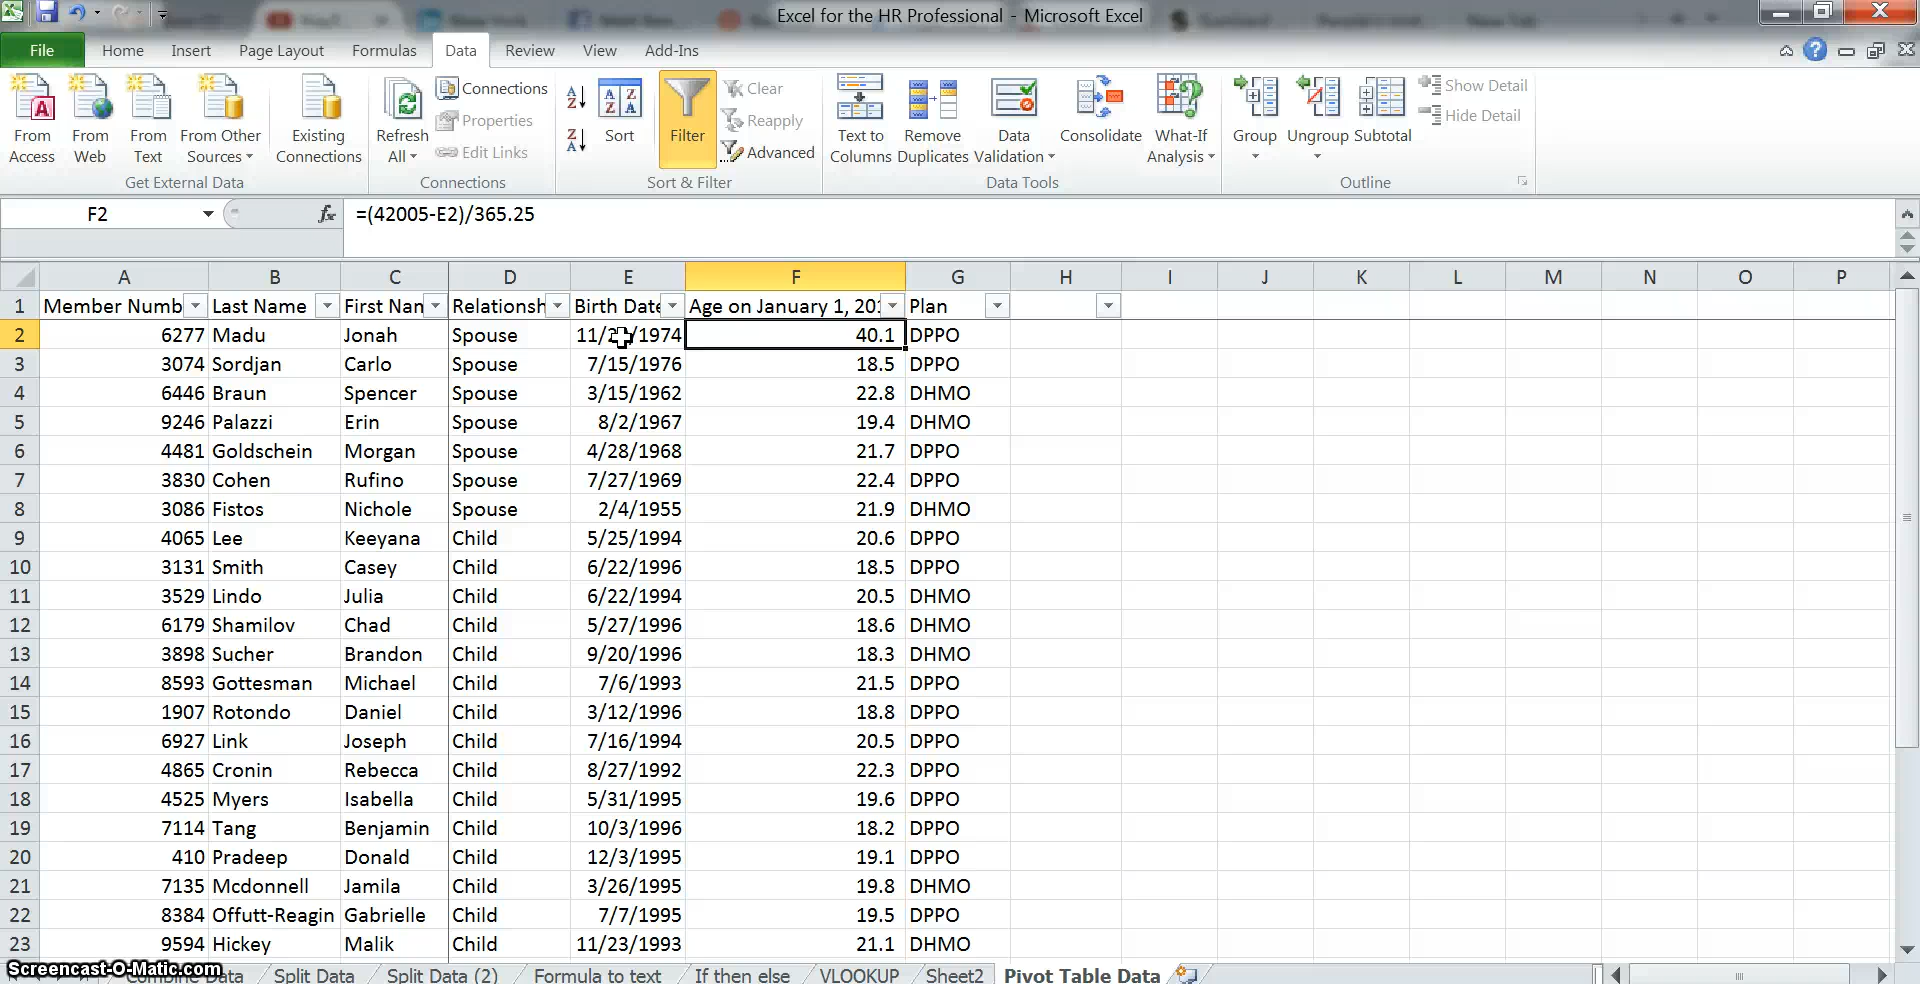 Excel for the HR Professional - Microsoft Excel
File Home Insert Page Layout Formulas Data Review View Add-Ins
From Access
From Web
From Text
From Other Sources
Existing Connections
Get External Data
Refresh All
Connections
Properties
Edit Links
Connections
Sort
Filter
Clear
Reapply
Advanced
Sort & Filter
Text to Columns
Remove Duplicates
Data Validation
Consolidate
What-If Analysis
Data Tools
Group
Ungroup
Subtotal
Show Detail
Hide Detail
Outline
F2 fx =(42005-E2)/365.25
A B C D E F G H I J K L M N O P
1 Member Numb Last Name First Nan Relationsh Birth Date Age on January 1, 201 Plan
2 6277 Madu Jonah Spouse 11/2 /1974 40.1 DPPO
3 3074 Sordjan Carlo Spouse 7/15/1976 18.5 DPPO
4 6446 Braun Spencer Spouse 3/15/1962 22.8 DHMO
5 9246 Palazzi Erin Spouse 8/2/1967 19.4 DHMO
6 4481 Goldschein Morgan Spouse 4/28/1968 21.7 DPPO
7 3830 Cohen Rufino Spouse 7/27/1969 22.4 DPPO
8 3086 Fistos Nichole Spouse 2/4/1955 21.9 DHMO
9 4065 Lee Keeyana Child 5/25/1994 20.6 DPPO
10 3131 Smith Casey Child 6/22/1996 18.5 DPPO
11 3529 Lindo Julia Child 6/22/1994 20.5 DHMO
12 6179 Shamilov Chad Child 5/27/1996 18.6 DHMO
13 3898 Sucher Brandon Child 9/20/1996 18.3 DHMO
14 8593 Gottesman Michael Child 7/6/1993 21.5 DPPO
15 1907 Rotondo Daniel Child 3/12/1996 18.8 DPPO
16 6927 Link Joseph Child 7/16/1994 20.5 DPPO
17 4865 Cronin Rebecca Child 8/27/1992 22.3 DPPO
18 4525 Myers Isabella Child 5/31/1995 19.6 DPPO
19 7114 Tang Benjamin Child 10/3/1996 18.2 DPPO
20 410 Pradeep Donald Child 12/3/1995 19.1 DPPO
21 7135 Mcdonnell Jamila Child 3/26/1995 19.8 DHMO
22 8384 Offutt-Reagin Gabrielle Child 7/7/1995 19.5 DPPO
23 9594 Hickey Malik Child 11/23/1993 21.1 DHMO
Screencast-O-Matic.com
Combine Data Split Data Split Data (2) Formula to text If then else VLOOKUP Sheet2 Pivot Table Data